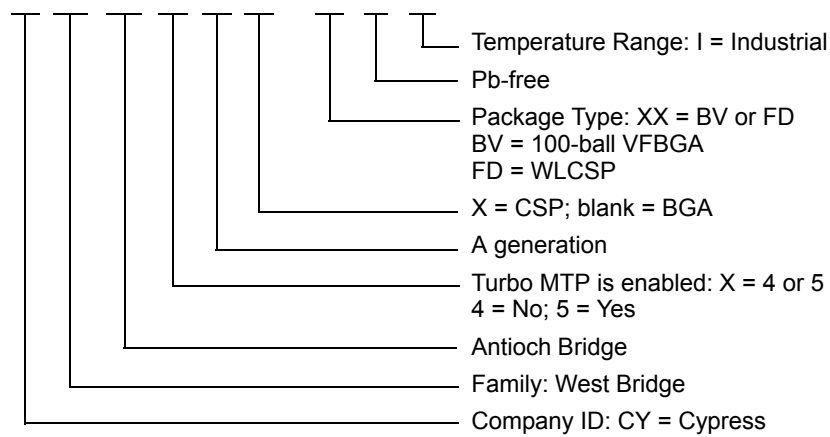 Temperature Range: I = Industrial
Pb-free
Package Type: XX = BV or FD
BV = 100-ball VFBGA
FD = WLCSP
X = CSP; blank = BGA
A generation
Turbo MTP is enabled: X = 4 or 5
4 = No; 5 = Yes
Antioch Bridge
Family: West Bridge
Company ID: CY = Cypress